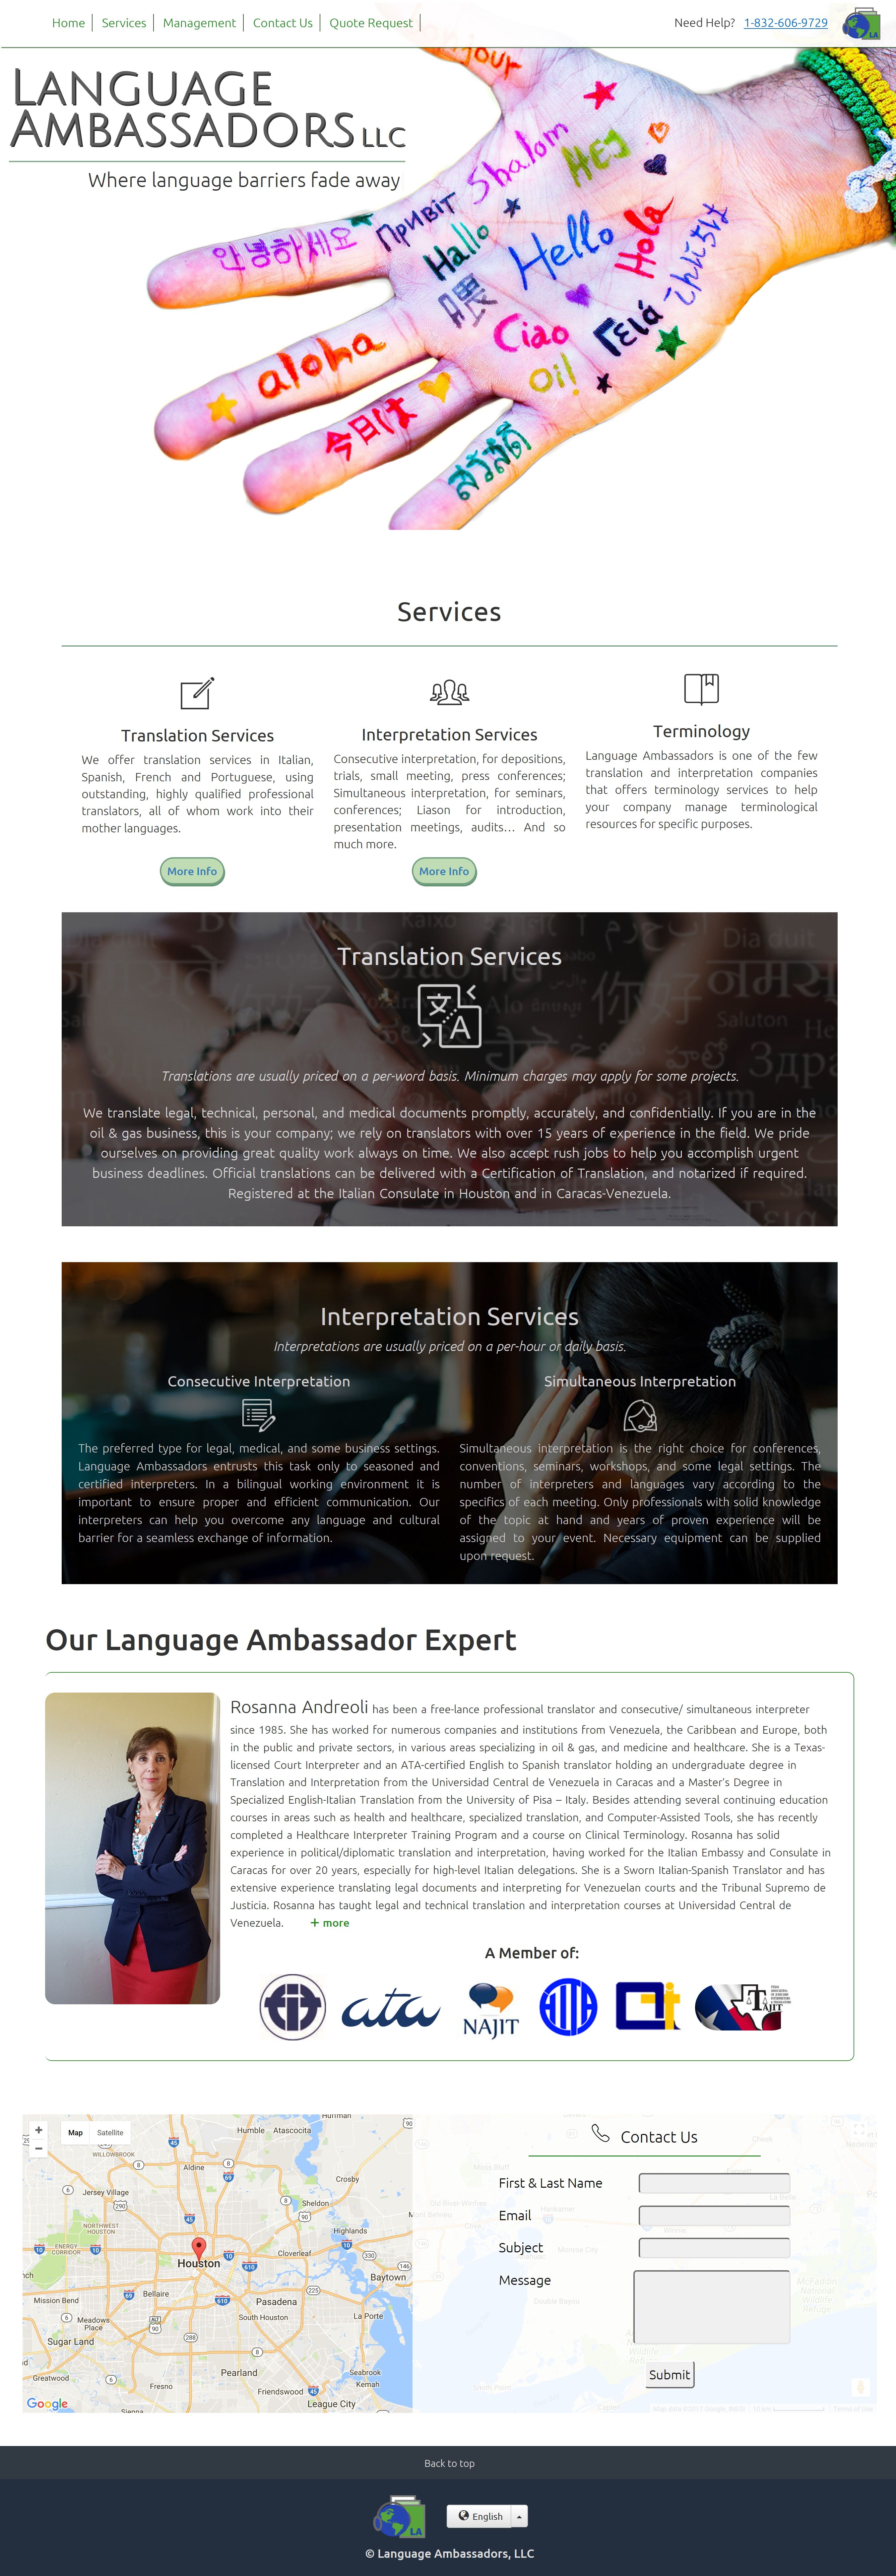 Home
Services
Management
Contact Us
Quote Request
Need Help? 1-832-606-9729
LA
LANGUAGE
AMBASSADORS LLC
Where language barriers fade away
Shalom
Hej
Привіт
안녕하세요
Hallo
Hello
Hola
Ciao
Γειά
aloha
Oi!
今日は
สวัสดี
Services
Translation Services
We offer translation services in Italian,
Spanish, French and Portuguese, using
outstanding, highly qualified professional
translators, all of whom work into their
mother languages.
More Info
Interpretation Services
Consecutive interpretation, for depositions,
trials, small meeting, press conferences;
Simultaneous interpretation, for seminars,
conferences; Liason for introduction,
presentation meetings, audits... And so
much more.
More Info
Terminology
Language Ambassadors is one of the few
translation and interpretation companies
that offers terminology services to help
your company manage terminological
resources for specific purposes.
Kaixo
Dia duit
Saluton
Translation Services
文 A
Translations are usually priced on a per-word basis. Minimum charges may apply for some projects.
We translate legal, technical, personal, and medical documents promptly, accurately, and confidentially. If you are in the
oil & gas business, this is your company; we rely on translators with over 15 years of experience in the field. We pride
ourselves on providing great quality work always on time. We also accept rush jobs to help you accomplish urgent
business deadlines. Official translations can be delivered with a Certification of Translation, and notarized if required.
Registered at the Italian Consulate in Houston and in Caracas-Venezuela.
Interpretation Services
Interpretations are usually priced on a per-hour or daily basis.
Consecutive Interpretation
The preferred type for legal, medical, and some business settings.
Language Ambassadors entrusts this task only to seasoned and
certified interpreters. In a bilingual working environment it is
important to ensure proper and efficient communication. Our
interpreters can help you overcome any language and cultural
barrier for a seamless exchange of information.
Simultaneous Interpretation
Simultaneous interpretation is the right choice for conferences,
conventions, seminars, workshops, and some legal settings. The
number of interpreters and languages vary according to the
specifics of each meeting. Only professionals with solid knowledge
of the topic at hand and years of proven experience will be
assigned to your event. Necessary equipment can be supplied
upon request.
Our Language Ambassador Expert
Rosanna Andreoli has been a free-lance professional translator and consecutive/ simultaneous interpreter
since 1985. She has worked for numerous companies and institutions from Venezuela, the Caribbean and Europe, both
in the public and private sectors, in various areas specializing in oil & gas, and medicine and healthcare. She is a Texas-
licensed Court Interpreter and an ATA-certified English to Spanish translator holding an undergraduate degree in
Translation and Interpretation from the Universidad Central de Venezuela in Caracas and a Master's Degree in
Specialized English-Italian Translation from the University of Pisa – Italy. Besides attending several continuing education
courses in areas such as health and healthcare, specialized translation, and Computer-Assisted Tools, she has recently
completed a Healthcare Interpreter Training Program and a course on Clinical Terminology. Rosanna has solid
experience in political/diplomatic translation and interpretation, having worked for the Italian Embassy and Consulate in
Caracas for over 20 years, especially for high-level Italian delegations. She is a Sworn Italian-Spanish Translator and has
extensive experience translating legal documents and interpreting for Venezuelan courts and the Tribunal Supremo de
Justicia. Rosanna has taught legal and technical translation and interpretation courses at Universidad Central de
Venezuela. + more
A Member of:
ata
NAJIT
TAJIT
Map
Satellite
Huffman
Humble
Atascocita
WILLOWBROOK
Aldine
Crosby
Jersey Village
Sheldon
NORTHWEST
HOUSTON
Highlands
ENERGY
CORRIDOR
Houston
Cloverleaf
Baytown
Mission Bend
Bellaire
Pasadena
Meadows
Place
South Houston
La Porte
Sugar Land
Greatwood
Pearland
Seabrook
Kemah
Fresno
Friendswood
League City
Sienna
Google
Contact Us
First & Last Name
Email
Subject
Message
Submit
Back to top
LA
English
© Language Ambassadors, LLC